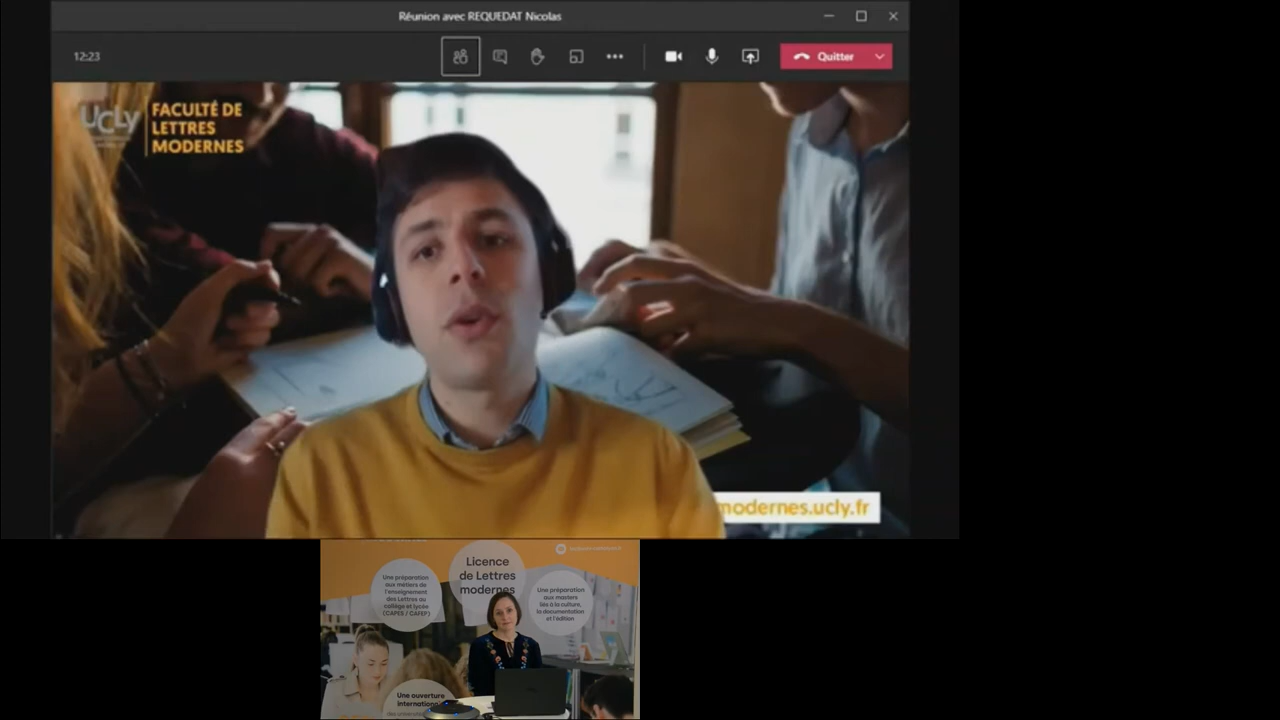 Réunion avec REQUEDAT Nicolas
12:23
Quitter
UCLy
FACULTÉ DE
LETTRES
MODERNES
modernes.ucly.fr
Licence
de Lettres
modernes
Une préparation
aux métiers de
l'enseignement
des Lettres au
collège et lycée
(CAPES / CAFEP)
Une préparation
aux masters
liés à la culture,
la documentation
et l'édition
Une ouverture